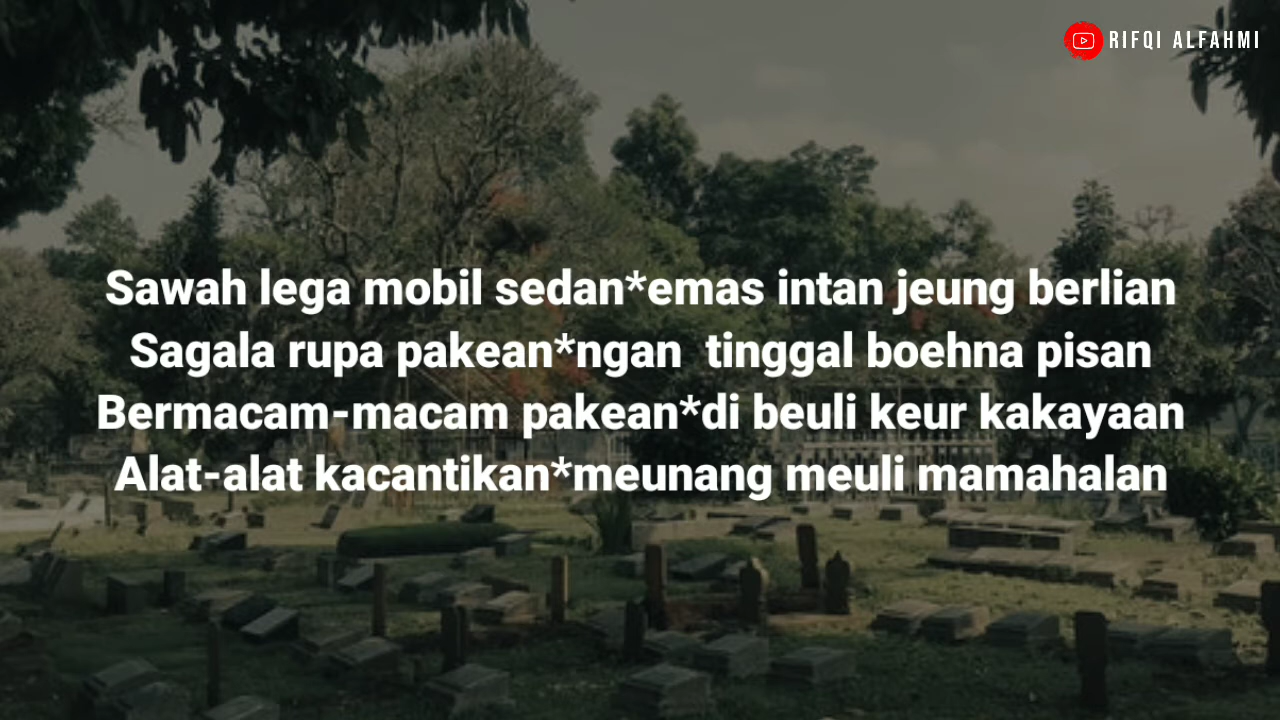 RIFQI ALFAHMI
Sawah lega mobil sedan*emas intan jeung berlian
Sagala rupa pakean*ngan  tinggal boehna pisan
Bermacam-macam pakean*di beuli keur kakayaan
Alat-alat kacantikan*meunang meuli mamahalan